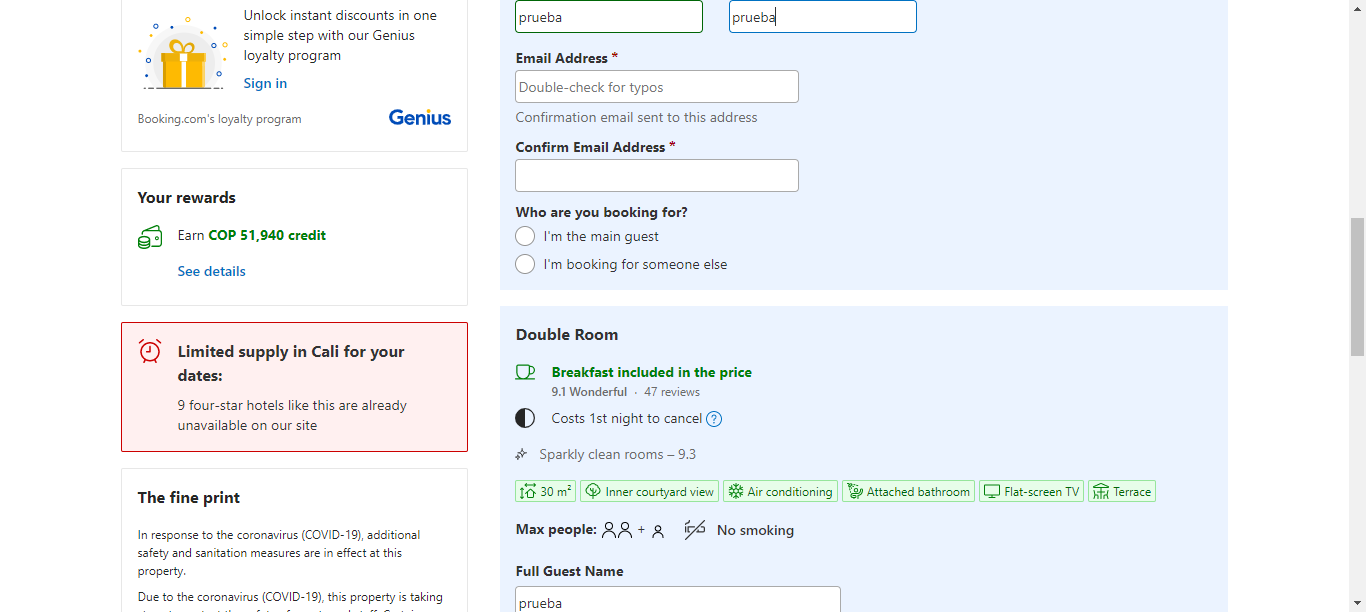 Unlock instant discounts in one
simple step with our Genius
loyalty program
Sign in
Booking.com's loyalty program
Genius
Your rewards
Earn COP 51,940 credit
See details
Limited supply in Cali for your
dates:
9 four-star hotels like this are already
unavailable on our site
The fine print
In response to the coronavirus (COVID-19), additional
safety and sanitation measures are in effect at this
property.
Due to the coronavirus (COVID-19), this property is taking
prueba
prueba
Email Address *
Double-check for typos
Confirmation email sent to this address
Confirm Email Address *
Who are you booking for?
I'm the main guest
I'm booking for someone else
Double Room
Breakfast included in the price
9.1 Wonderful · 47 reviews
Costs 1st night to cancel ?
Sparkly clean rooms – 9.3
30 m²
Inner courtyard view
Air conditioning
Attached bathroom
Flat-screen TV
Terrace
Max people: + No smoking
Full Guest Name
prueba